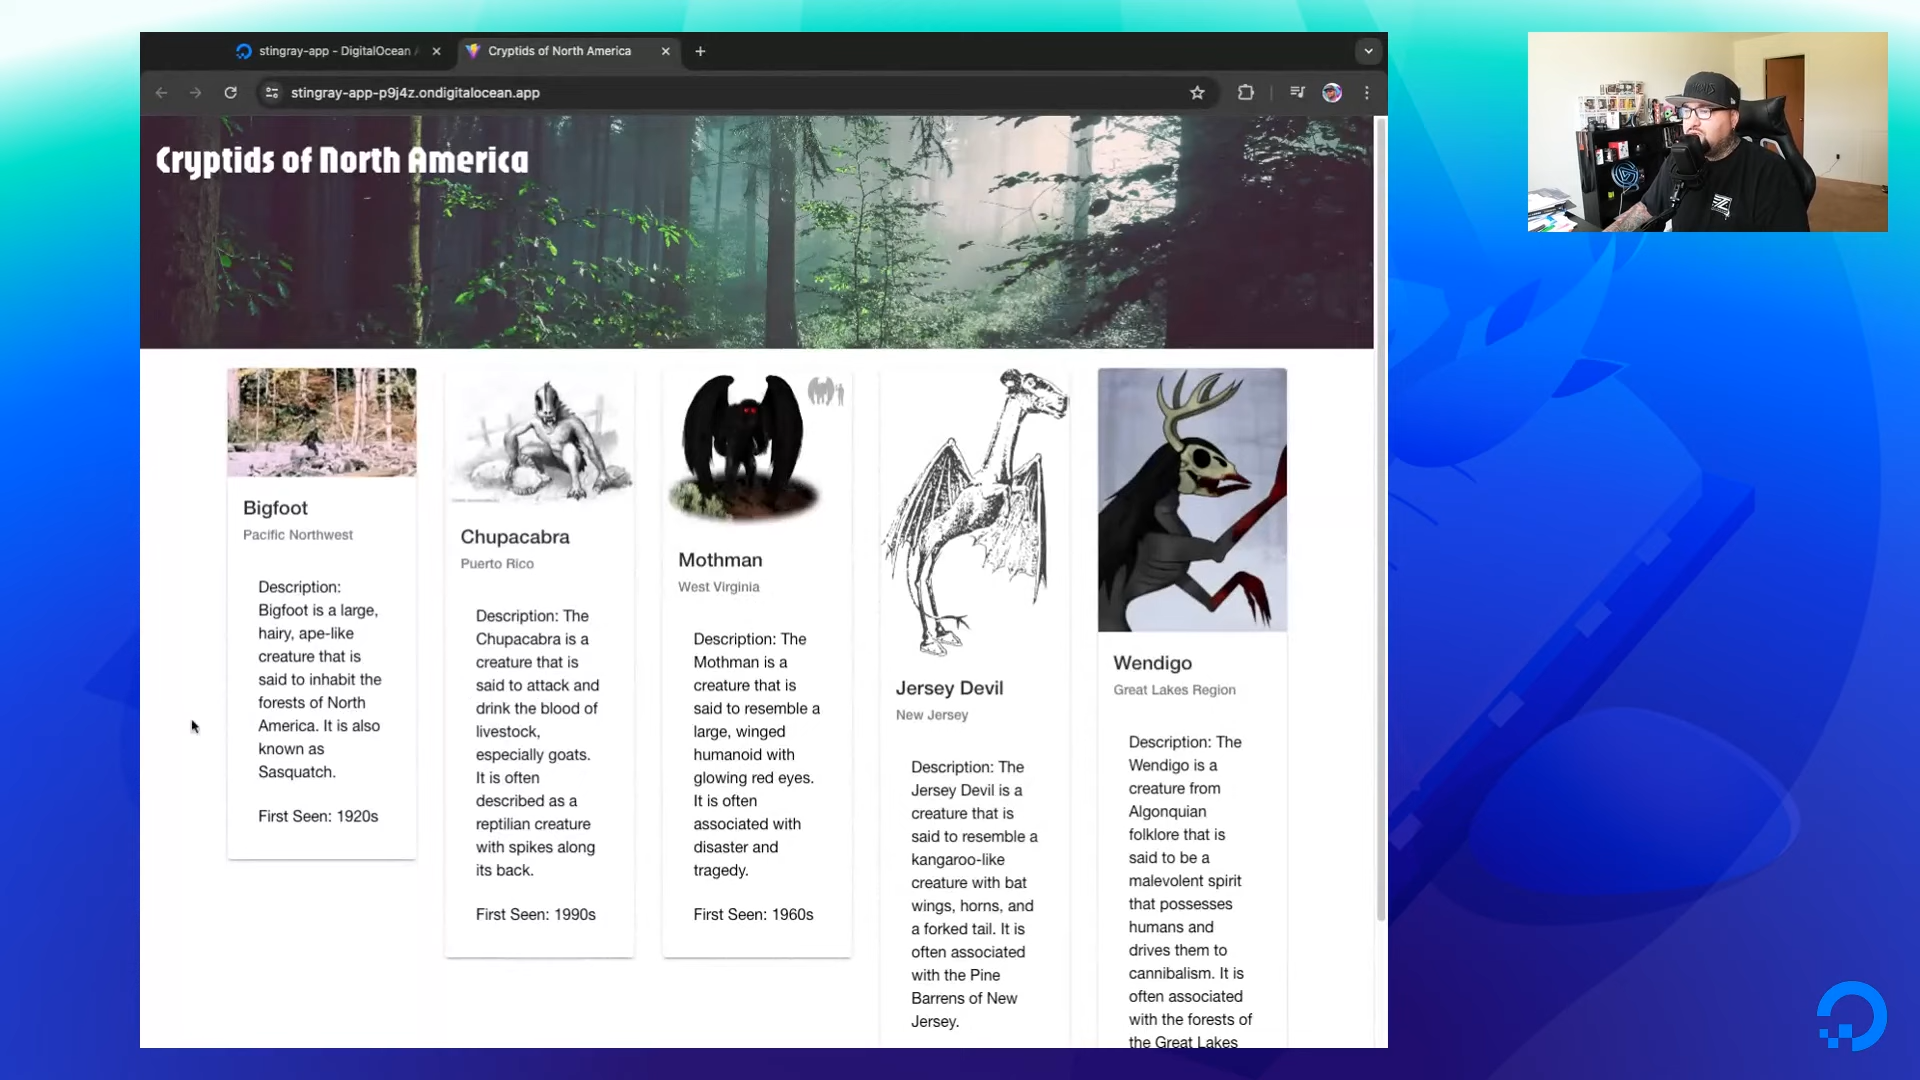 stingray-app - DigitalOcean
Cryptids of North America
stingray-app-p9j4z.ondigitalocean.app
Cryptids of North America
Bigfoot
Pacific Northwest
Description:
Bigfoot is a large,
hairy, ape-like
creature that is
said to inhabit the
forests of North
America. It is also
known as
Sasquatch.
First Seen: 1920s
Chupacabra
Puerto Rico
Description: The
Chupacabra is a
creature that is
said to attack and
drink the blood of
livestock,
especially goats.
It is often
described as a
reptilian creature
with spikes along
its back.
First Seen: 1990s
Mothman
West Virginia
Description: The
Mothman is a
creature that is
said to resemble a
large, winged
humanoid with
glowing red eyes.
It is often
associated with
disaster and
tragedy.
First Seen: 1960s
Jersey Devil
New Jersey
Description: The
Jersey Devil is a
creature that is
said to resemble a
kangaroo-like
creature with bat
wings, horns, and
a forked tail. It is
often associated
with the Pine
Barrens of New
Jersey.
Wendigo
Great Lakes Region
Description: The
Wendigo is a
creature from
Algonquian
folklore that is
said to be a
malevolent spirit
that possesses
humans and
drives them to
cannibalism. It is
often associated
with the forests of
the Great Lakes